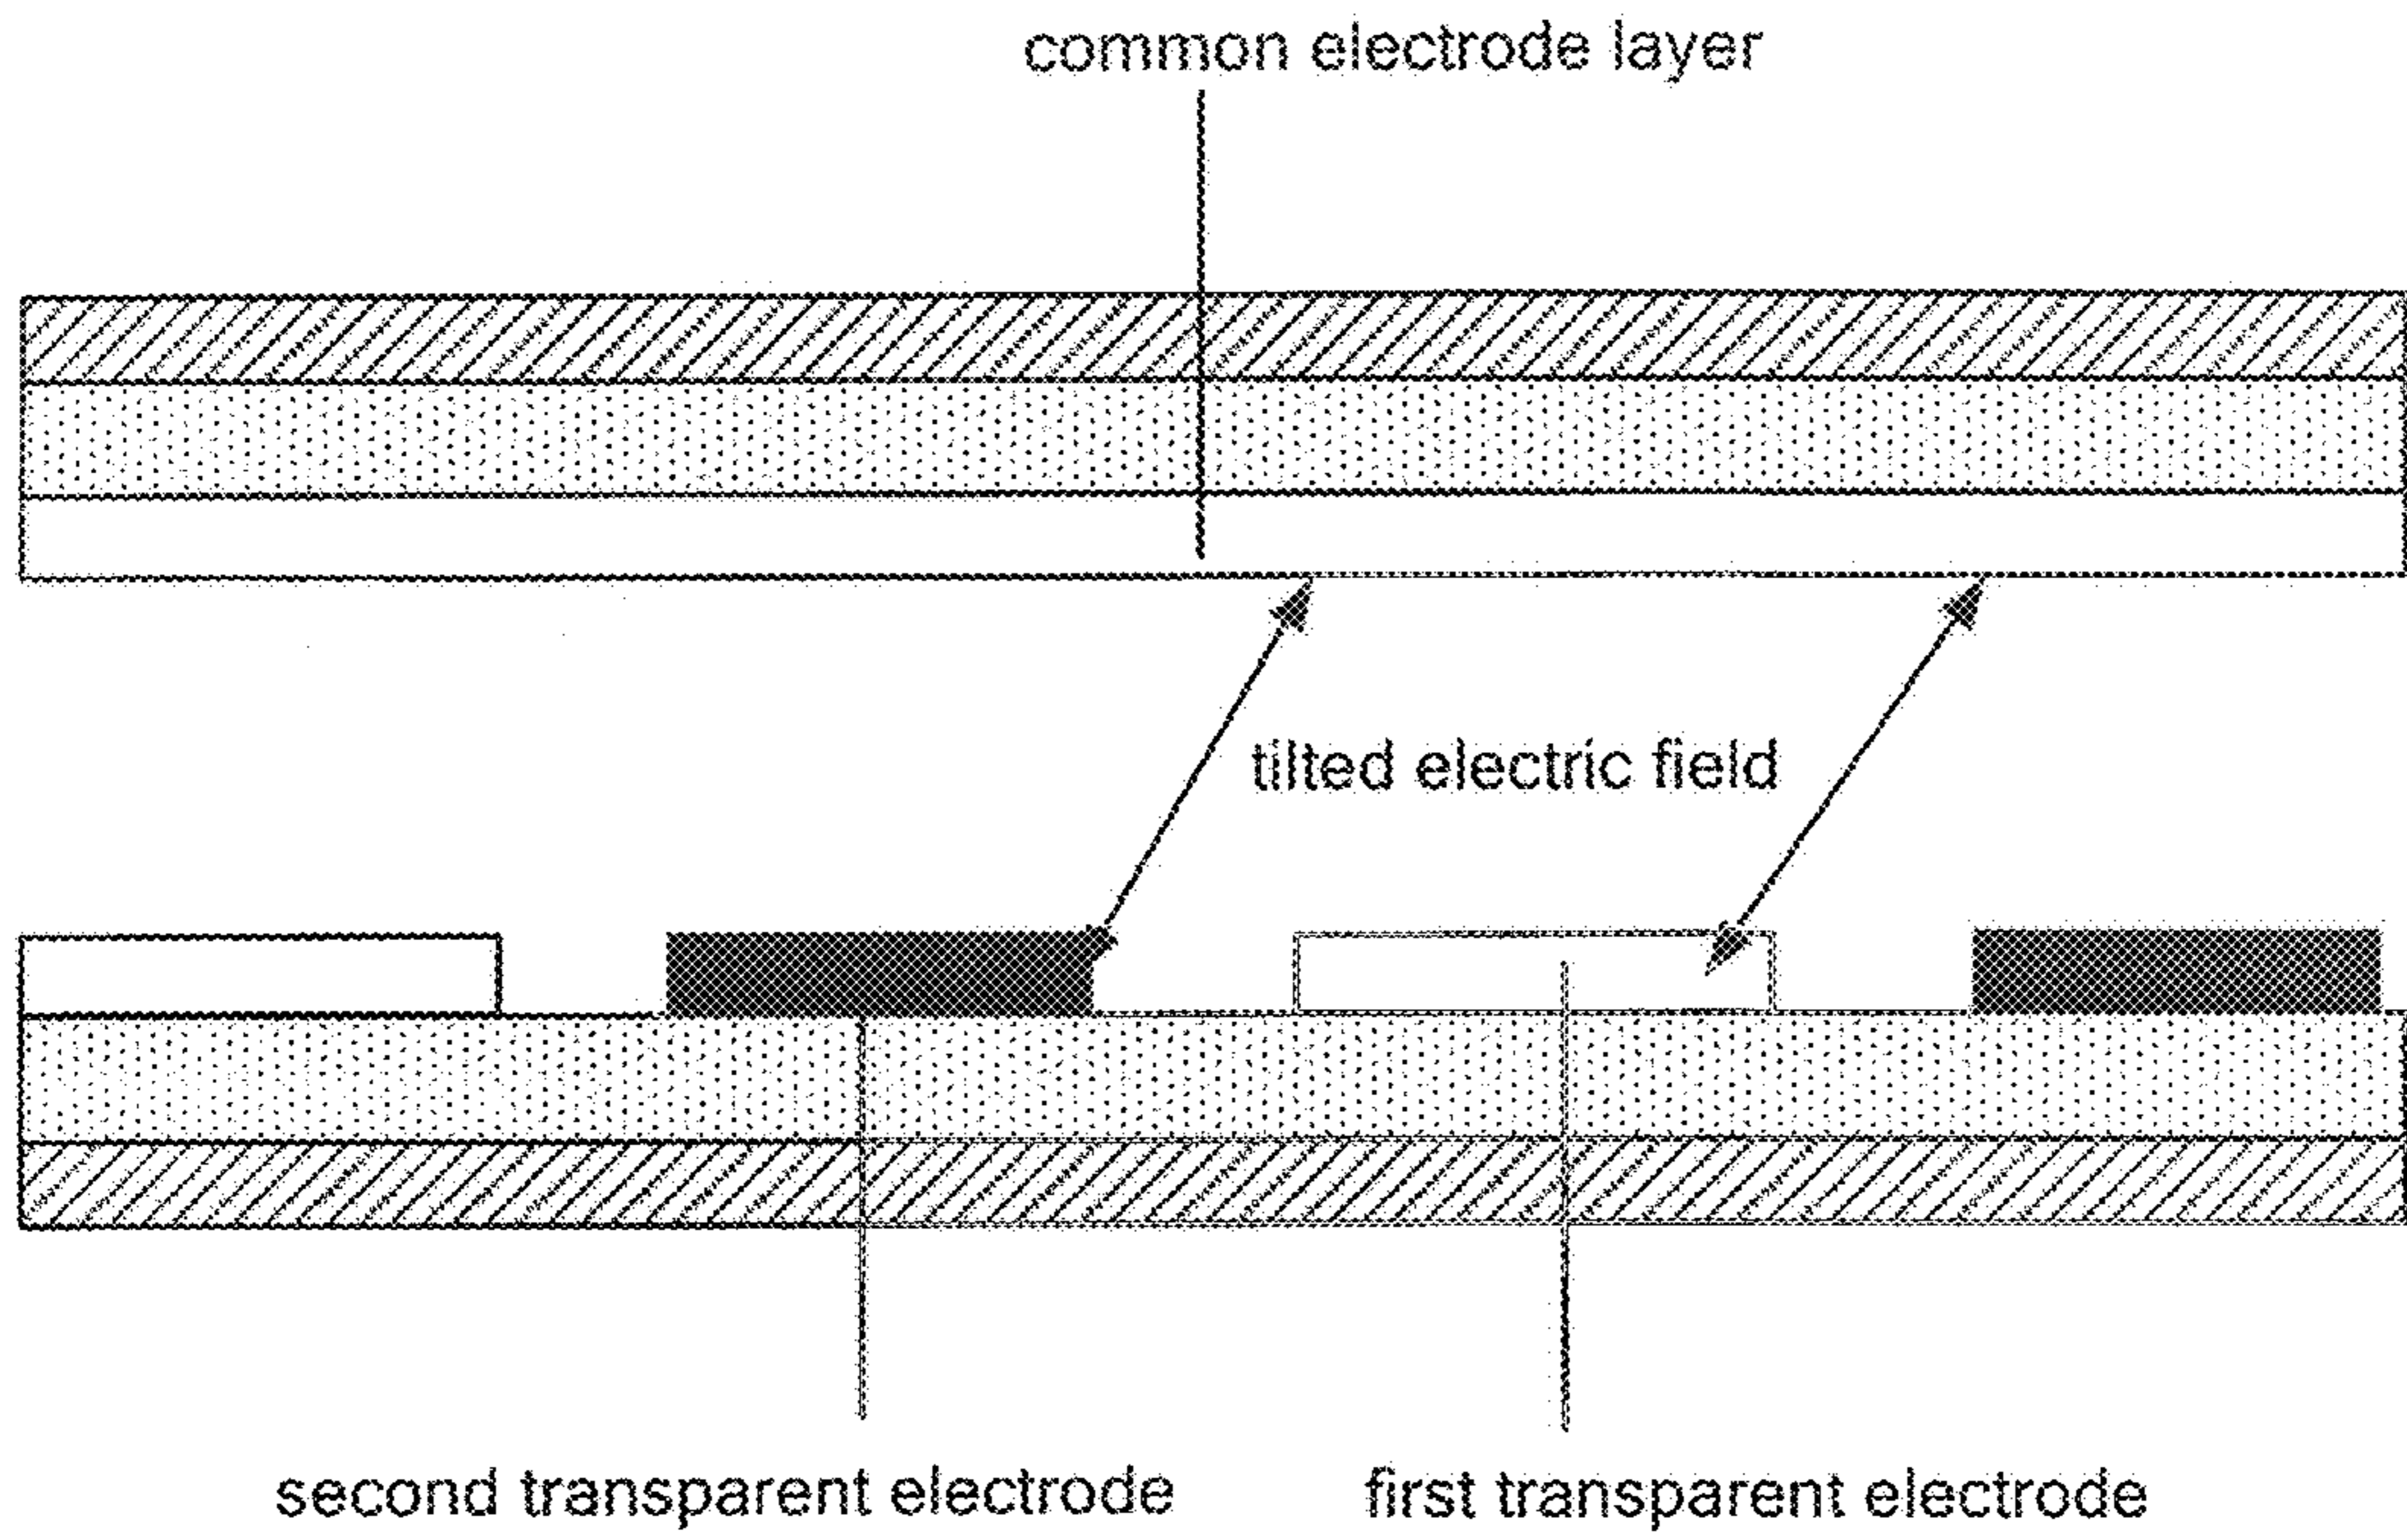 common electrode layer
tilted electric field
second transparent electrode
first transparent electrode